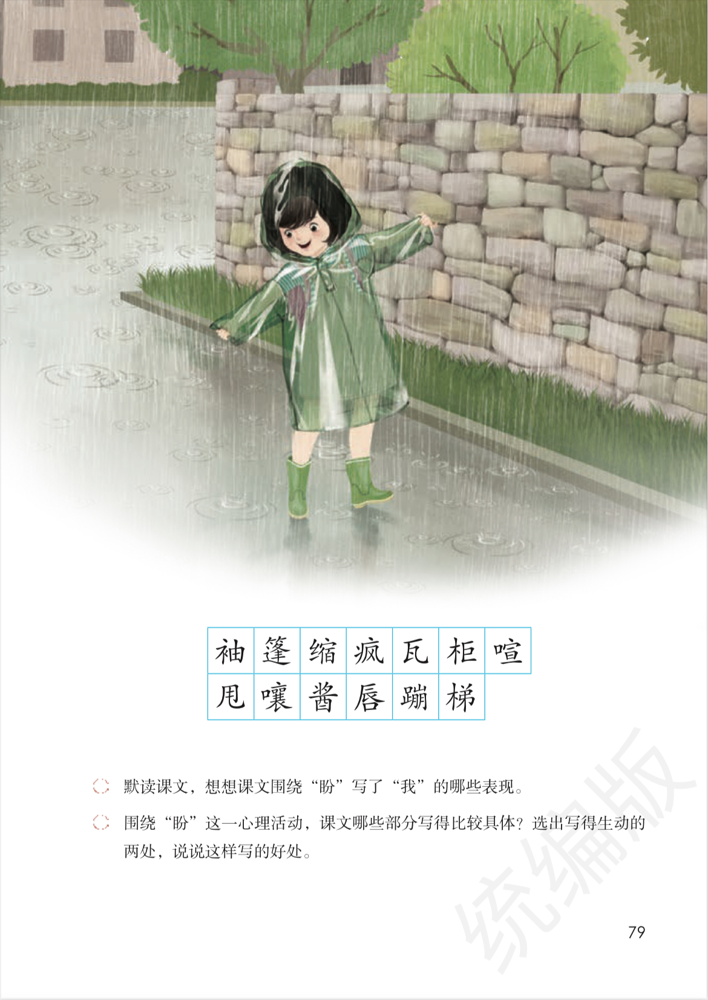 袖篷缩疯瓦柜喧
甩嚷酱唇蹦梯
默读课文，想想课文围绕“盼”写了“我”的哪些表现。
围绕“盼”这一心理活动，课文哪些部分写得比较具体？选出写得生动的
两处，说说这样写的好处。
统编版
79